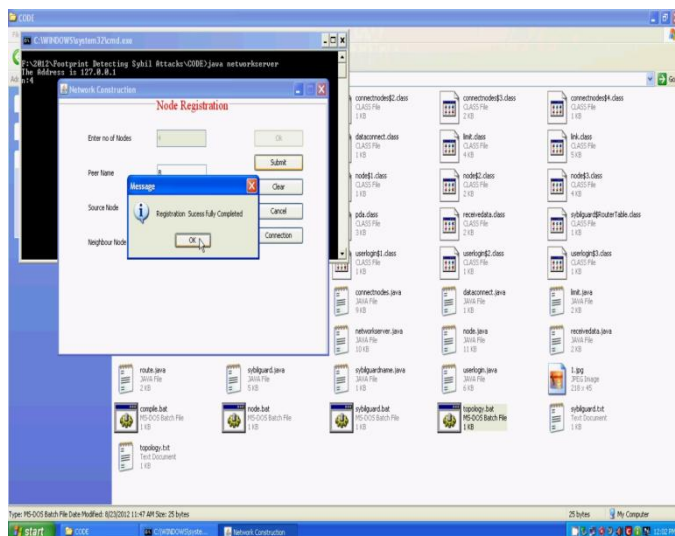 CODE
C:\WINDOWS\system32\cmd.exe
F:\2012\Footprint Detecting Sybil Attacks\CODE>java networkserver
The Address is 127.0.0.1
n:4
Network Construction
Node Registration
Enter no of Nodes
Ok
Submit
Peer Name
Clear
Source Node
Cancel
Neighbour Node
Connection
Message
Registration Sucess fully Completed
OK
Go
connectnodes$2.class
CLASS File
1 KB
connectnodes$3.class
CLASS File
2 KB
connectnodes$4.class
CLASS File
1 KB
dataconnect.class
CLASS File
1 KB
limit.class
CLASS File
4 KB
link.class
CLASS File
5 KB
node$1.class
CLASS File
1 KB
node$2.class
CLASS File
2 KB
node$3.class
CLASS File
4 KB
pda.class
CLASS File
3 KB
receivedata.class
CLASS File
2 KB
sybilguard$RouterTable.class
CLASS File
1 KB
userlogin$1.class
CLASS File
1 KB
userlogin$2.class
CLASS File
1 KB
userlogin$3.class
CLASS File
1 KB
connectnodes.java
JAVA File
9 KB
dataconnect.java
JAVA File
1 KB
limit.java
JAVA File
2 KB
networkserver.java
JAVA File
10 KB
node.java
JAVA File
11 KB
receivedata.java
JAVA File
2 KB
route.java
JAVA File
2 KB
sybilguard.java
JAVA File
5 KB
sybilguardname.java
JAVA File
1 KB
userlogin.java
JAVA File
6 KB
1.jpg
JPEG Image
218 x 45
compile.bat
MS-DOS Batch File
1 KB
node.bat
MS-DOS Batch File
1 KB
sybilguard.bat
MS-DOS Batch File
1 KB
topology.bat
MS-DOS Batch File
1 KB
sybilguard.txt
Text Document
1 KB
topology.txt
Text Document
1 KB
Type: MS-DOS Batch File Date Modified: 8/23/2012 11:47 AM Size: 25 bytes
25 bytes
My Computer
start
CODE
C:\WINDOWS\syste...
Network Construction
12:02 PM